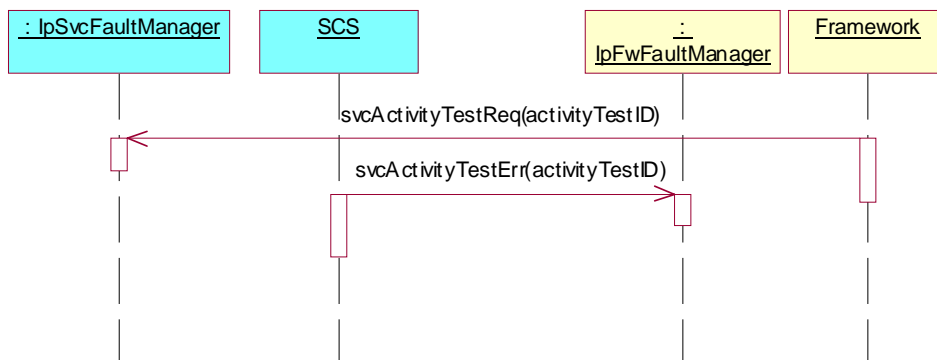 : IpSvcFaultManager
SCS
:
IpFwFaultManager
Framework
svcActivityTestReq(activityTestID)
svcActivityTestErr(activityTestID)